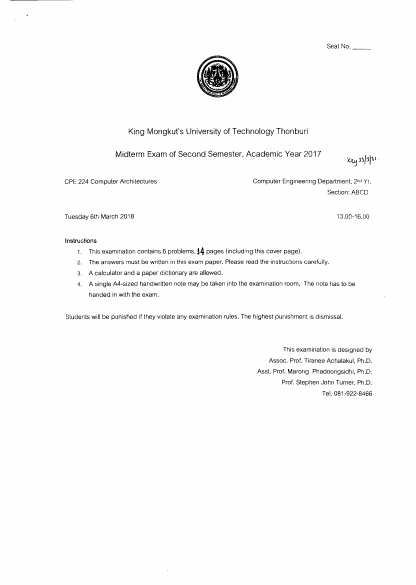 Seat No. _____
King Mongkut's University of Technology Thonburi
Midterm Exam of Second Semester, Academic Year 2017
CPE 224 Computer Architectures
Computer Engineering Department, 2nd Yr.
Section: ABCD
Tuesday 6th March 2018
13.00-16.00
Instructions
1. This examination contains 6 problems, 14 pages (including this cover page).
2. The answers must be written in this exam paper. Please read the instructions carefully.
3. A calculator and a paper dictionary are allowed.
4. A single A4-sized handwritten note may be taken into the examination room. The note has to be
handed in with the exam.
Students will be punished if they violate any examination rules. The highest punishment is dismissal.
This examination is designed by
Assoc. Prof. Tiranee Achalakul, Ph.D.
Asst. Prof. Marong Phadoongsidhi, Ph.D.
Prof. Stephen John Turner, Ph.D.
Tel. 081-922-8466